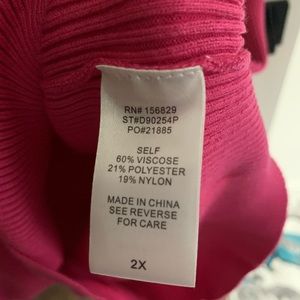 RN# 156829
ST#D90254P
PO#21885
SELF
60% VISCOSE
21% POLYESTER
19% NYLON
MADE IN CHINA
SEE REVERSE
FOR CARE
2X